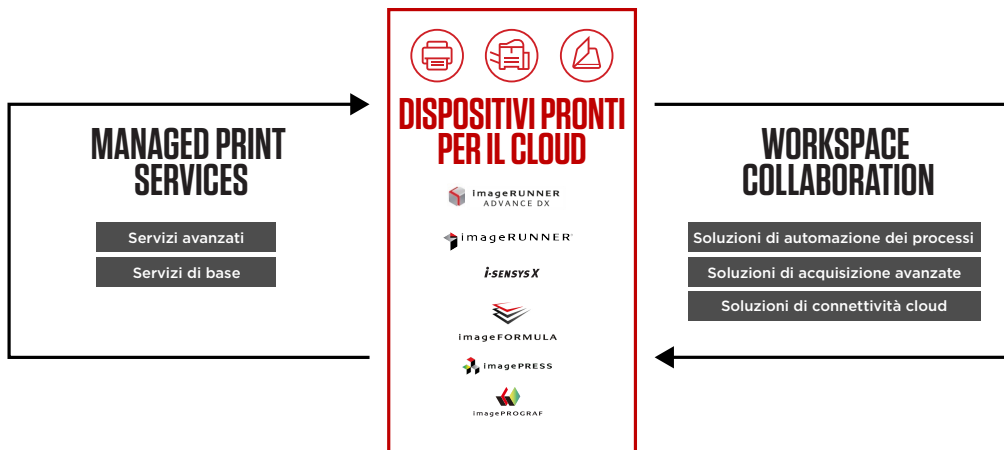 MANAGED PRINT
SERVICES
Servizi avanzati
Servizi di base
DISPOSITIVI PRONTI
PER IL CLOUD
imageRUNNER
ADVANCE DX
imageRUNNER
i-SENSYS X
imageFORMULA
imagePRESS
imagePROGRAF
WORKSPACE
COLLABORATION
Soluzioni di automazione dei processi
Soluzioni di acquisizione avanzate
Soluzioni di connettività cloud